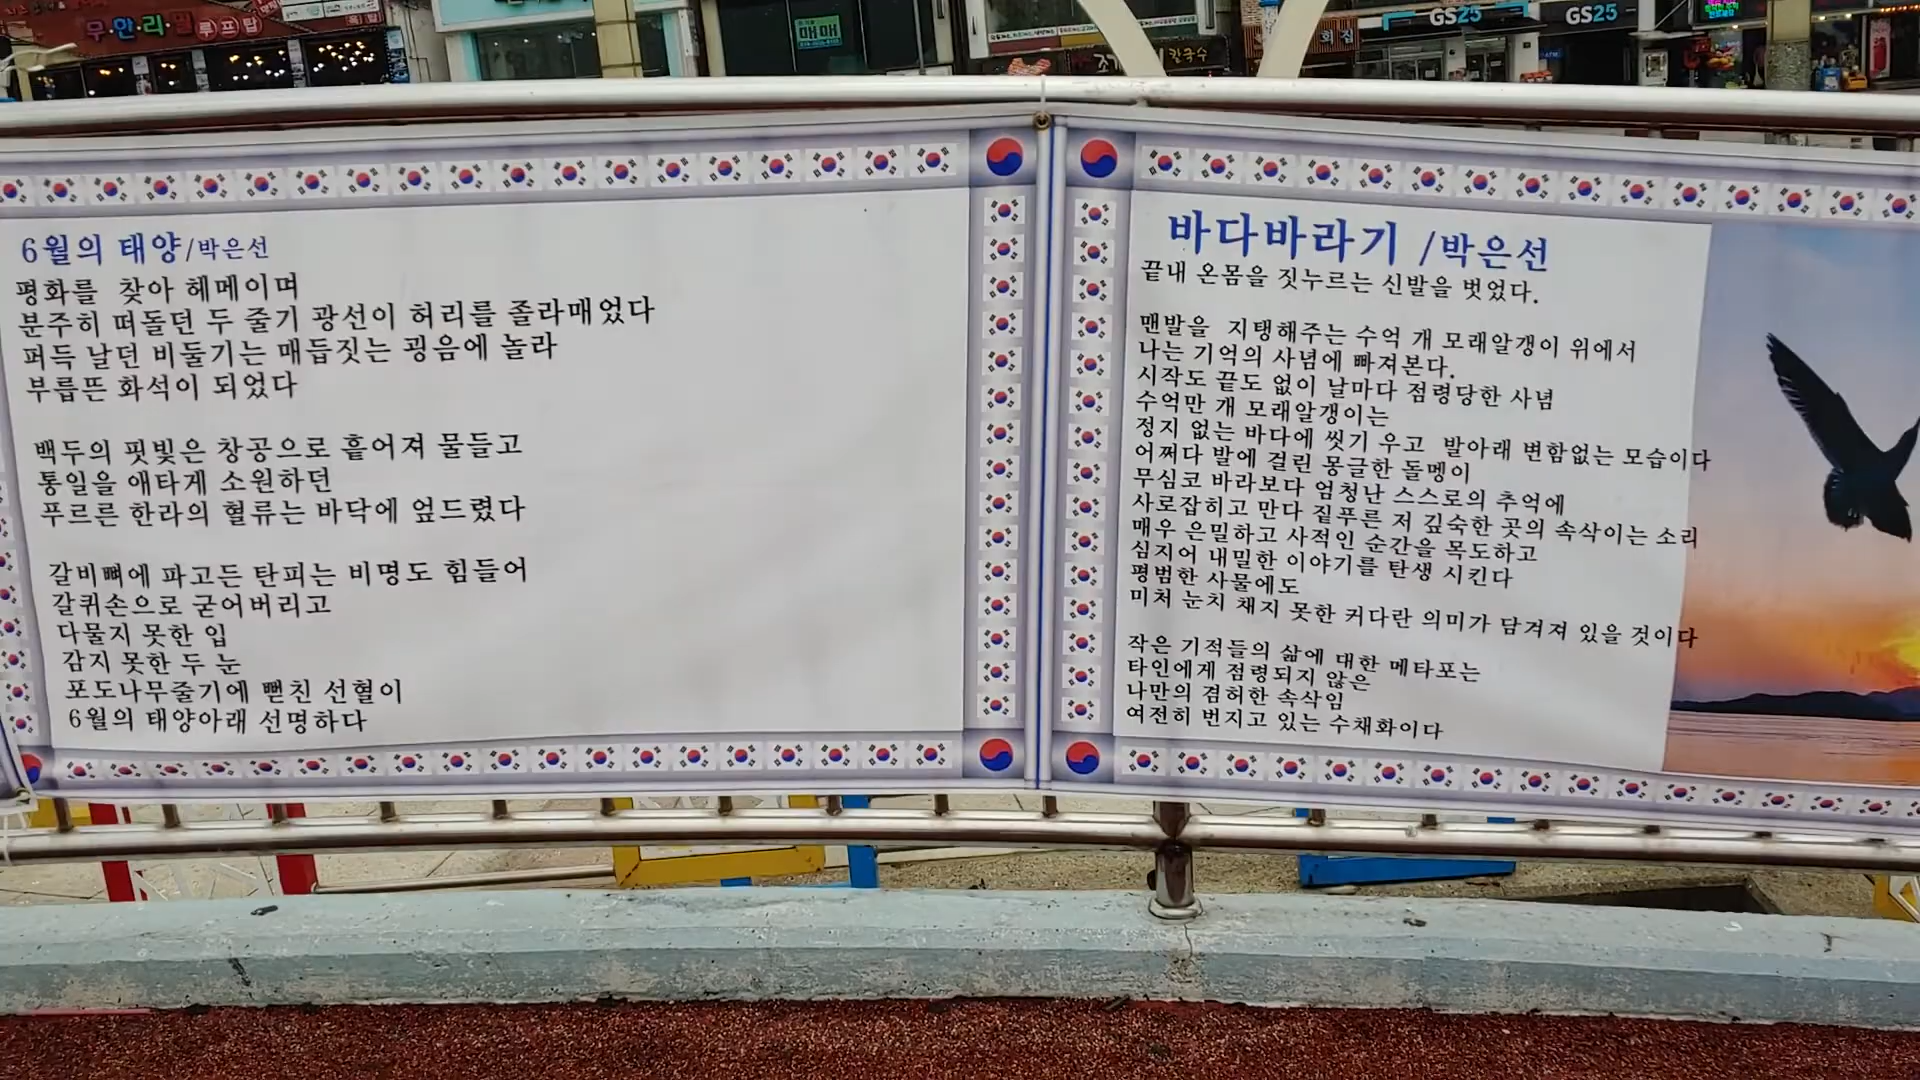 무·안·리·밀 루프탑
매매
GS25
GS25
회집
칼국수
6월의 태양/박은선
평화를 찾아 헤메이며
분주히 떠돌던 두 줄기 광선이 허리를 졸라매었다
퍼득 날던 비둘기는 매듭짓는 굉음에 놀라
부릅뜬 화석이 되었다
백두의 핏빛은 창공으로 흩어져 물들고
통일을 애타게 소원하던
푸르른 한라의 혈류는 바닥에 엎드렸다
갈비뼈에 파고든 탄피는 비명도 힘들어
갈퀴손으로 굳어버리고
다물지 못한 입
감지 못한 두 눈
포도나무줄기에 뻗친 선혈이
6월의 태양아래 선명하다
바다바라기 /박은선
끝내 온몸을 짓누르는 신발을 벗었다.
맨발을 지탱해주는 수억 개 모래알갱이 위에서
나는 기억의 사념에 빠져본다.
시작도 끝도 없이 날마다 점령당한 사념
수억만 개 모래알갱이는
정지 없는 바다에 씻기 우고 발아래 변함없는 모습이다
어쩌다 발에 걸린 몽글한 돌멩이
무심코 바라보다 엄청난 스스로의 추억에
사로잡히고 만다 짙푸른 저 깊숙한 곳의 속삭이는 소리
매우 은밀하고 사적인 순간을 목도하고
심지어 내밀한 이야기를 탄생 시킨다
평범한 사물에도
미처 눈치 채지 못한 커다란 의미가 담겨져 있을 것이다
작은 기적들의 삶에 대한 메타포는
타인에게 점령되지 않은
나만의 겸허한 속삭임
여전히 번지고 있는 수채화이다